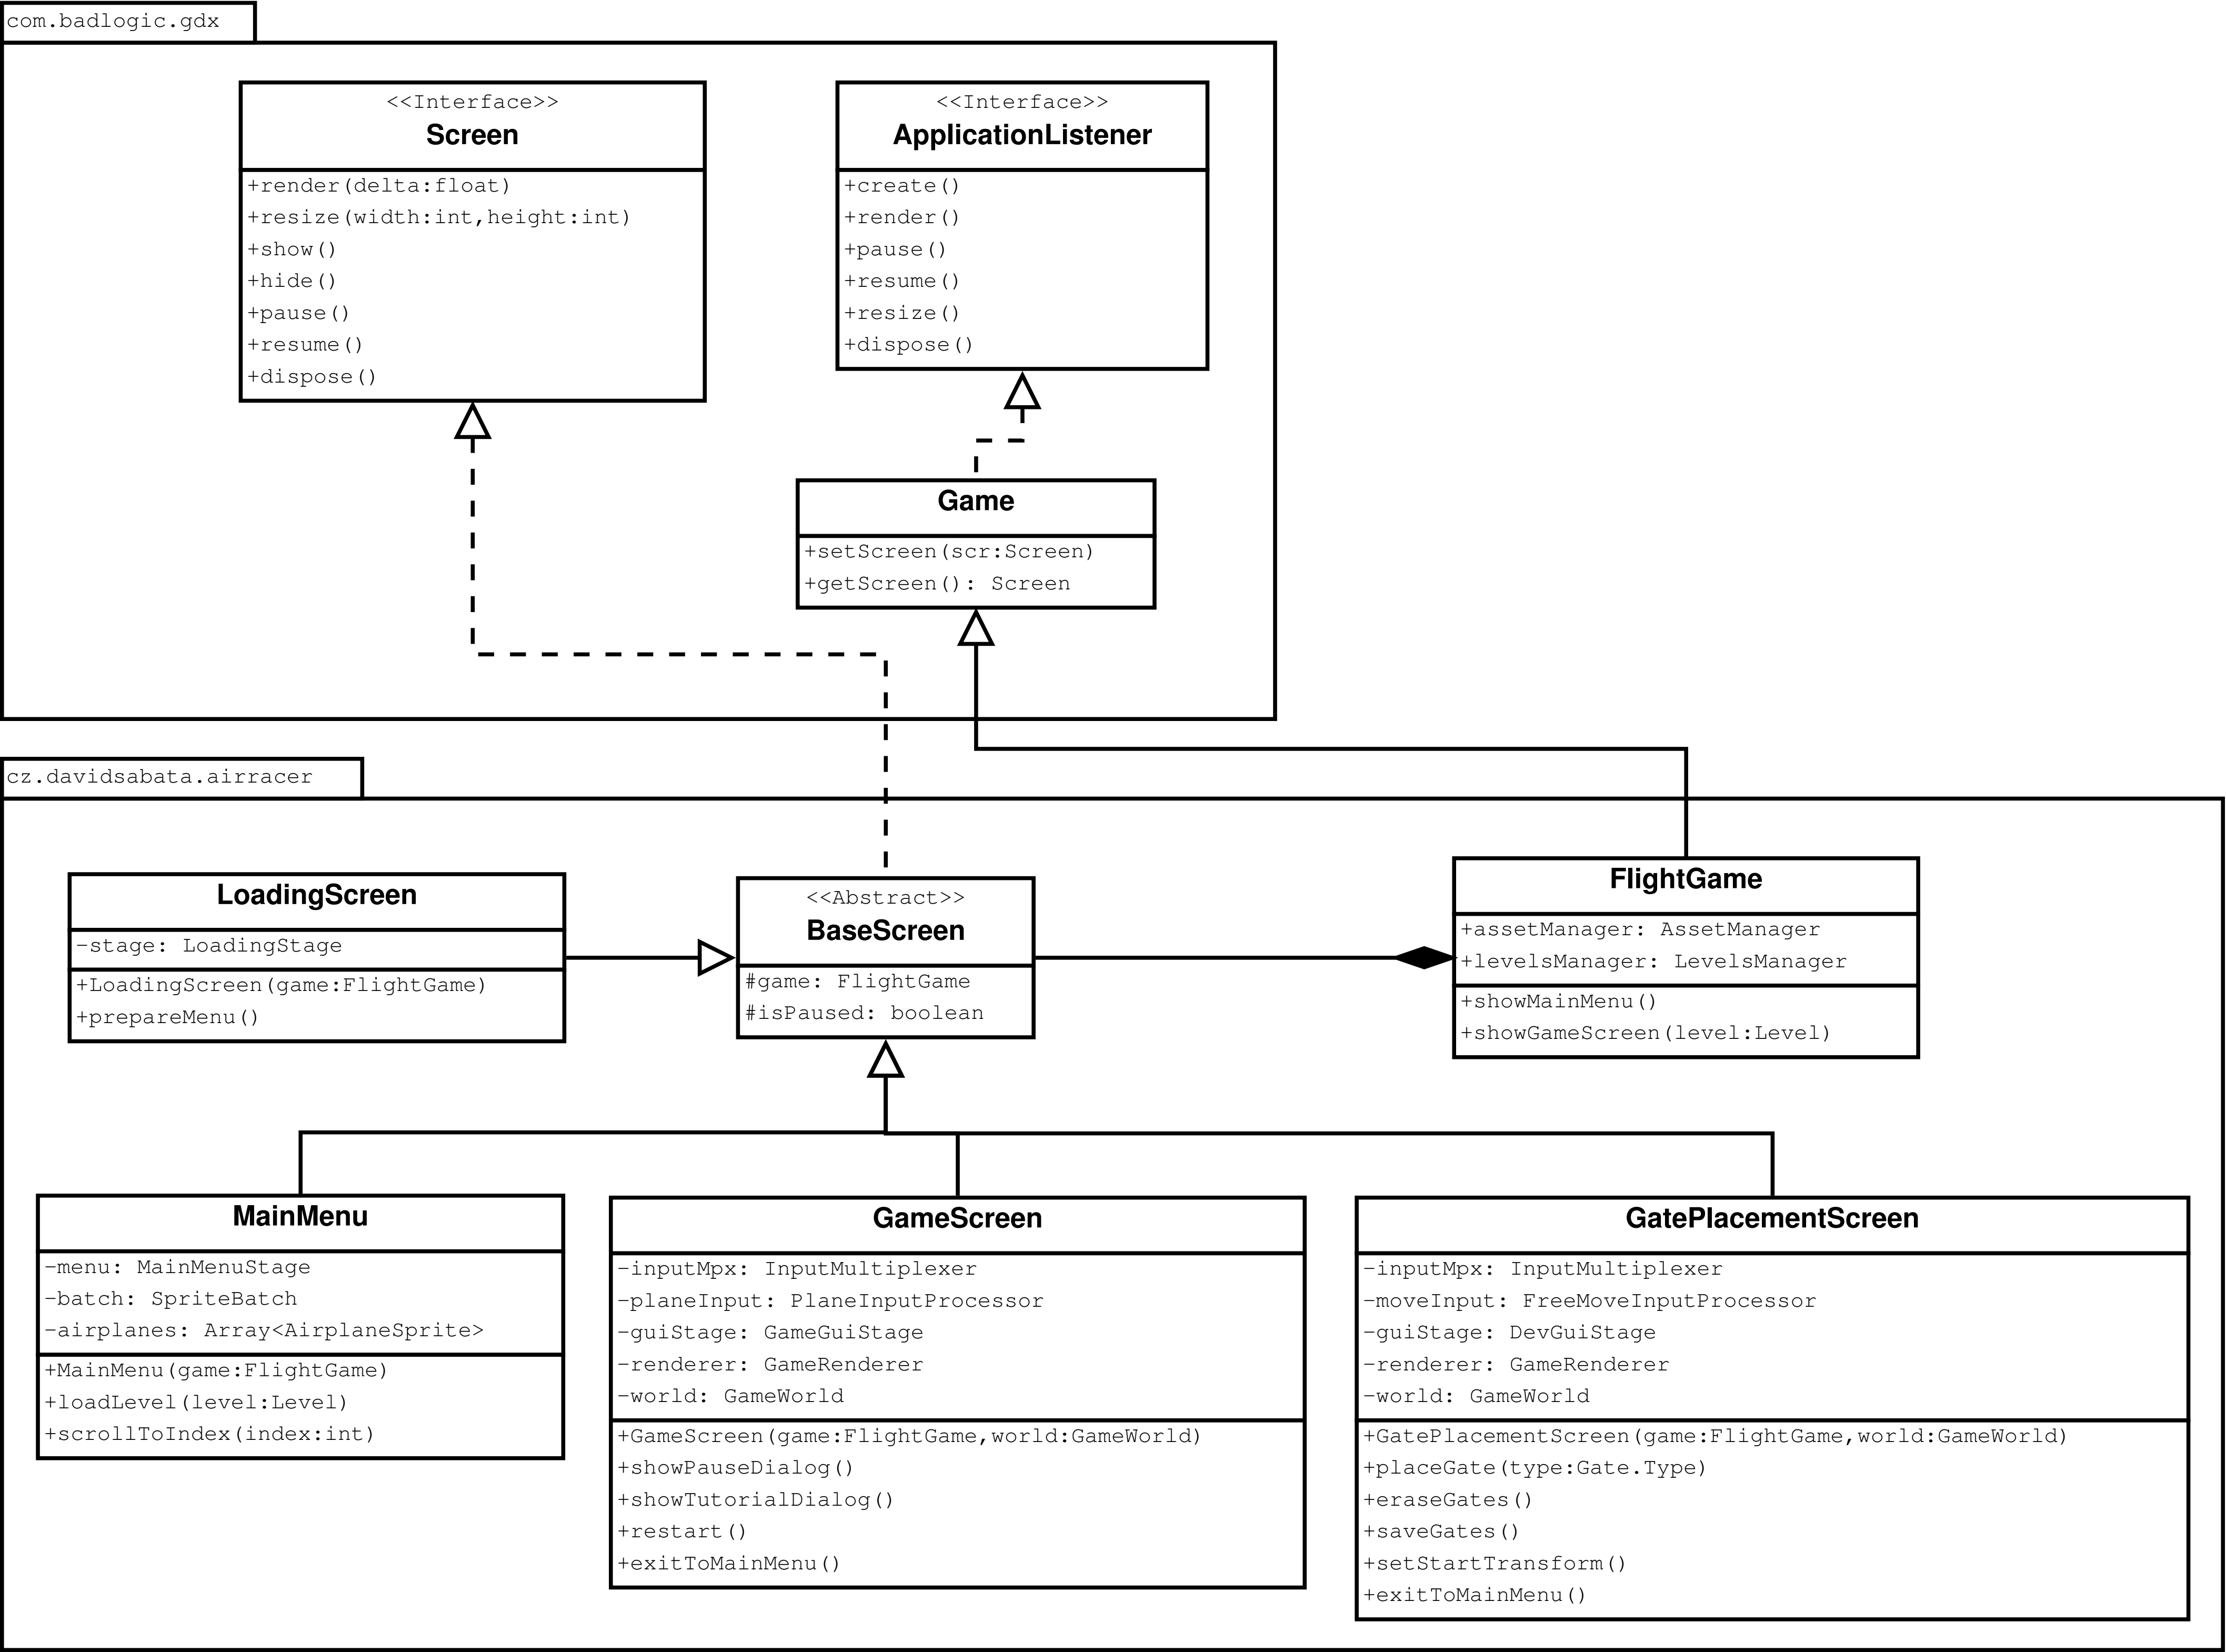 com.badlogic.gdx
<<Interface>>
Screen
+render(delta:float)
+resize(width:int,height:int)
+show()
+hide()
+pause()
+resume()
+dispose()
<<Interface>>
ApplicationListener
+create()
+render()
+pause()
+resume()
+resize()
+dispose()
Game
+setScreen(scr:Screen)
+getScreen(): Screen
cz.davidsabata.airracer
LoadingScreen
-stage: LoadingStage
+LoadingScreen(game:FlightGame)
+prepareMenu()
<<Abstract>>
BaseScreen
#game: FlightGame
#isPaused: boolean
FlightGame
+assetManager: AssetManager
+levelsManager: LevelsManager
+showMainMenu()
+showGameScreen(level:Level)
MainMenu
-menu: MainMenuStage
-batch: SpriteBatch
-airplanes: Array<AirplaneSprite>
+MainMenu(game:FlightGame)
+loadLevel(level:Level)
+scrollToIndex(index:int)
GameScreen
-inputMpx: InputMultiplexer
-planeInput: PlaneInputProcessor
-guiStage: GameGuiStage
-renderer: GameRenderer
-world: GameWorld
+GameScreen(game:FlightGame,world:GameWorld)
+showPauseDialog()
+showTutorialDialog()
+restart()
+exitToMainMenu()
GatePlacementScreen
-inputMpx: InputMultiplexer
-moveInput: FreeMoveInputProcessor
-guiStage: DevGuiStage
-renderer: GameRenderer
-world: GameWorld
+GatePlacementScreen(game:FlightGame,world:GameWorld)
+placeGate(type:Gate.Type)
+eraseGates()
+saveGates()
+setStartTransform()
+exitToMainMenu()